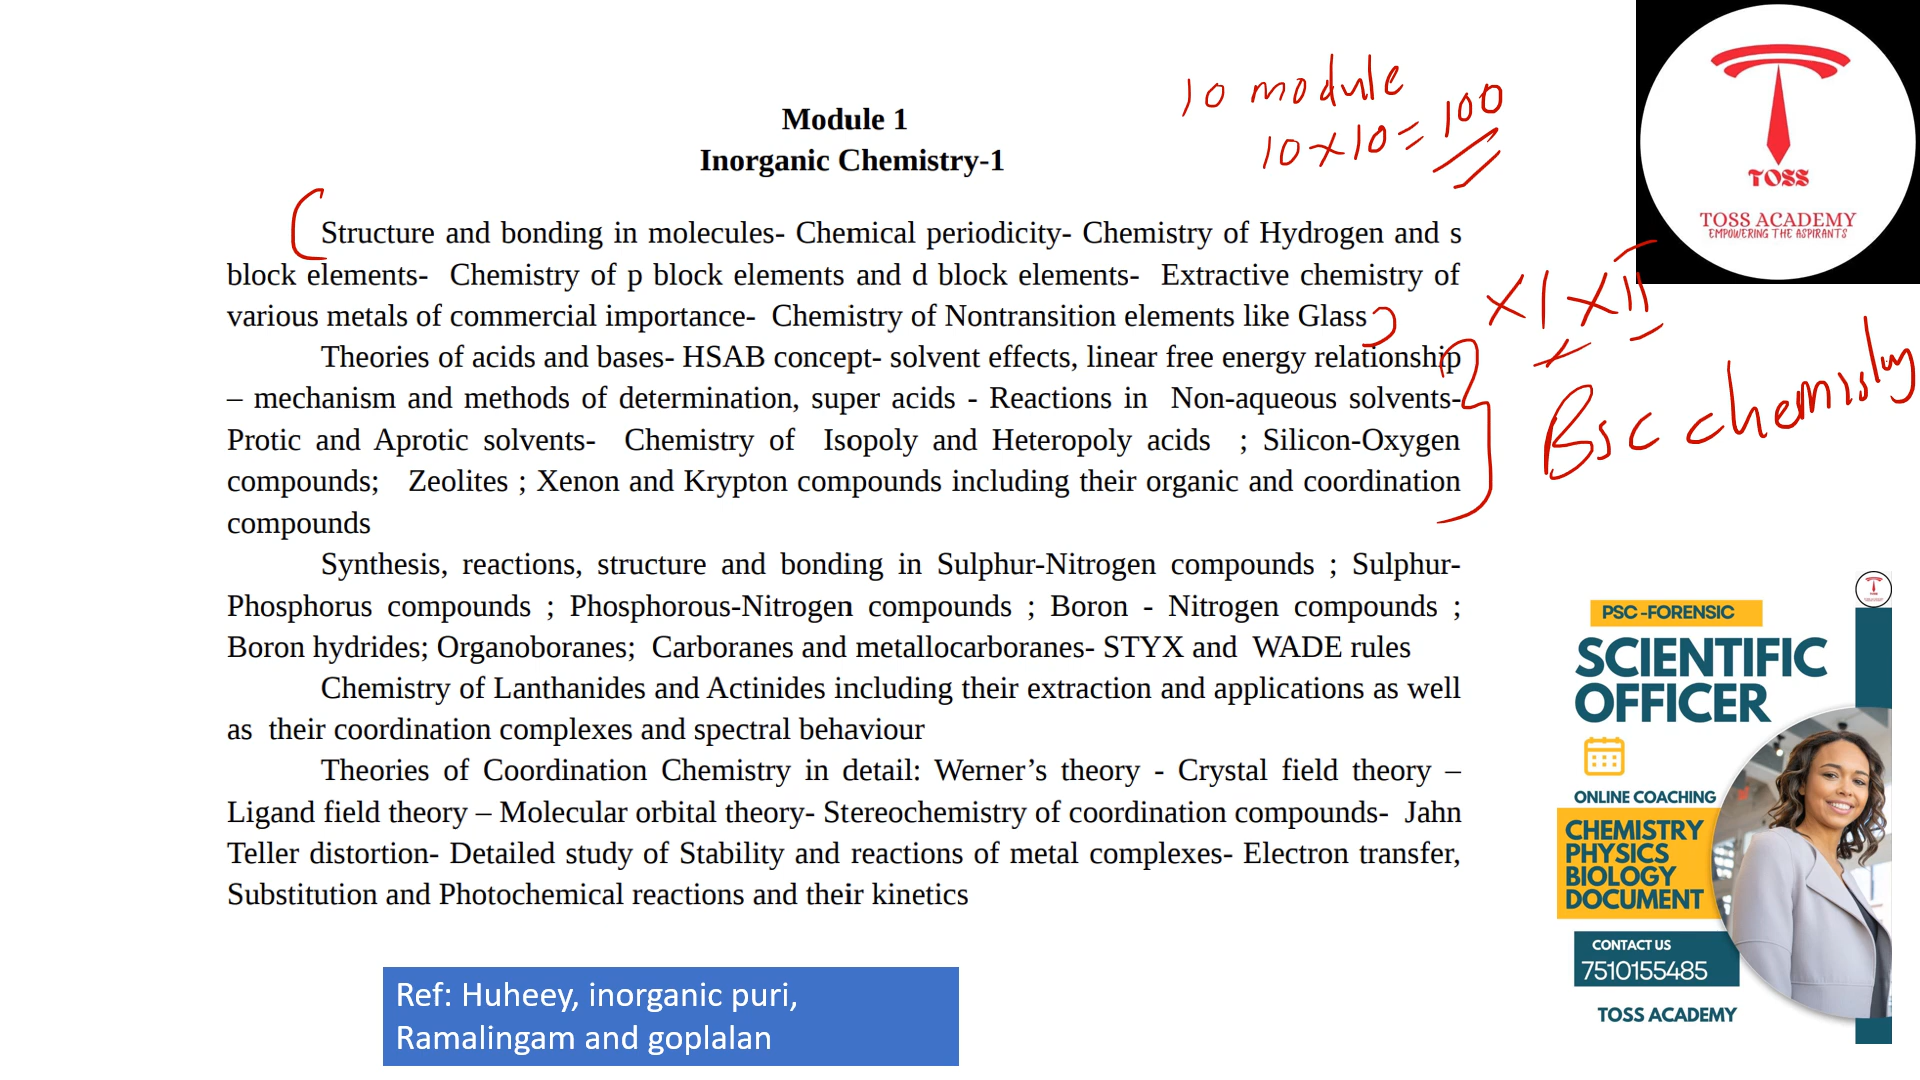 Module 1
Inorganic Chemistry-1
10 module
10 x 10 = 100
TOSS
TOSS ACADEMY
EMPOWERING THE ASPIRANTS
Structure and bonding in molecules- Chemical periodicity- Chemistry of Hydrogen and s
block elements- Chemistry of p block elements and d block elements- Extractive chemistry of
various metals of commercial importance- Chemistry of Nontransition elements like Glass
XI XII
Theories of acids and bases- HSAB concept- solvent effects, linear free energy relationship
– mechanism and methods of determination, super acids - Reactions in Non-aqueous solvents-
Protic and Aprotic solvents- Chemistry of Isopoly and Heteropoly acids ; Silicon-Oxygen
compounds; Zeolites ; Xenon and Krypton compounds including their organic and coordination
compounds
Bsc chemistry
Synthesis, reactions, structure and bonding in Sulphur-Nitrogen compounds ; Sulphur-
Phosphorus compounds ; Phosphorous-Nitrogen compounds ; Boron - Nitrogen compounds ;
Boron hydrides; Organoboranes; Carboranes and metallocarboranes- STYX and WADE rules
Chemistry of Lanthanides and Actinides including their extraction and applications as well
as their coordination complexes and spectral behaviour
Theories of Coordination Chemistry in detail: Werner’s theory - Crystal field theory –
Ligand field theory – Molecular orbital theory- Stereochemistry of coordination compounds- Jahn
Teller distortion- Detailed study of Stability and reactions of metal complexes- Electron transfer,
Substitution and Photochemical reactions and their kinetics
Ref: Huheey, inorganic puri,
Ramalingam and goplalan
PSC -FORENSIC
SCIENTIFIC
OFFICER
ONLINE COACHING
CHEMISTRY
PHYSICS
BIOLOGY
DOCUMENT
CONTACT US
7510155485
TOSS ACADEMY